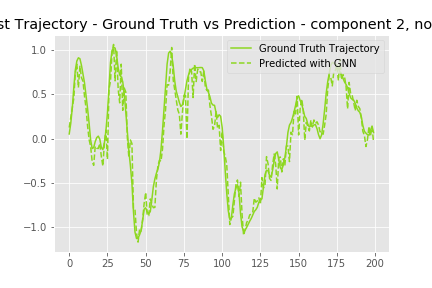 st Trajectory - Ground Truth vs Prediction - component 2, no
Ground Truth Trajectory
Predicted with GNN
1.0
0.5
0.0
−0.5
−1.0
0 25 50 75 100 125 150 175 200